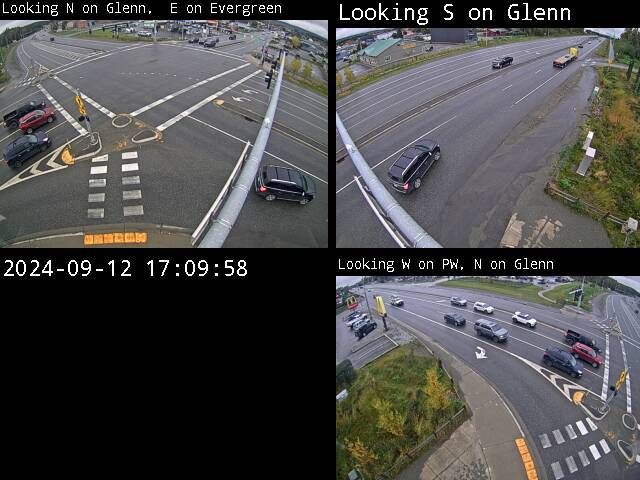 Looking N on Glenn, E on Evergreen
Looking S on Glenn
2024-09-12 17:09:58
Looking W on PW, N on Glenn